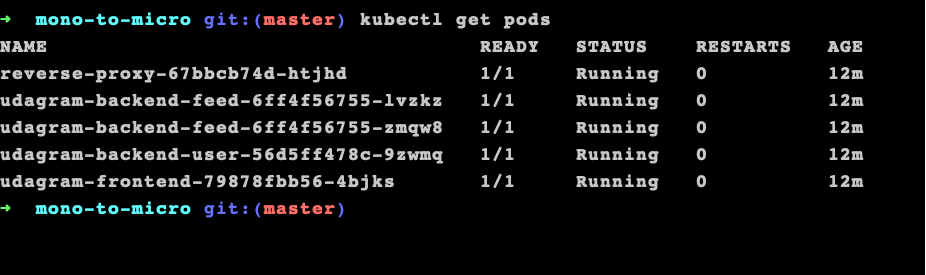 ➜  mono-to-micro git:(master) kubectl get pods
NAME                                     READY   STATUS    RESTARTS   AGE
reverse-proxy-67bbcb74d-htjhd            1/1     Running   0          12m
udagram-backend-feed-6ff4f56755-lvzkz    1/1     Running   0          12m
udagram-backend-feed-6ff4f56755-zmqw8    1/1     Running   0          12m
udagram-backend-user-56d5ff478c-9zwmq    1/1     Running   0          12m
udagram-frontend-79878fbb56-4bjks        1/1     Running   0          12m
➜  mono-to-micro git:(master)